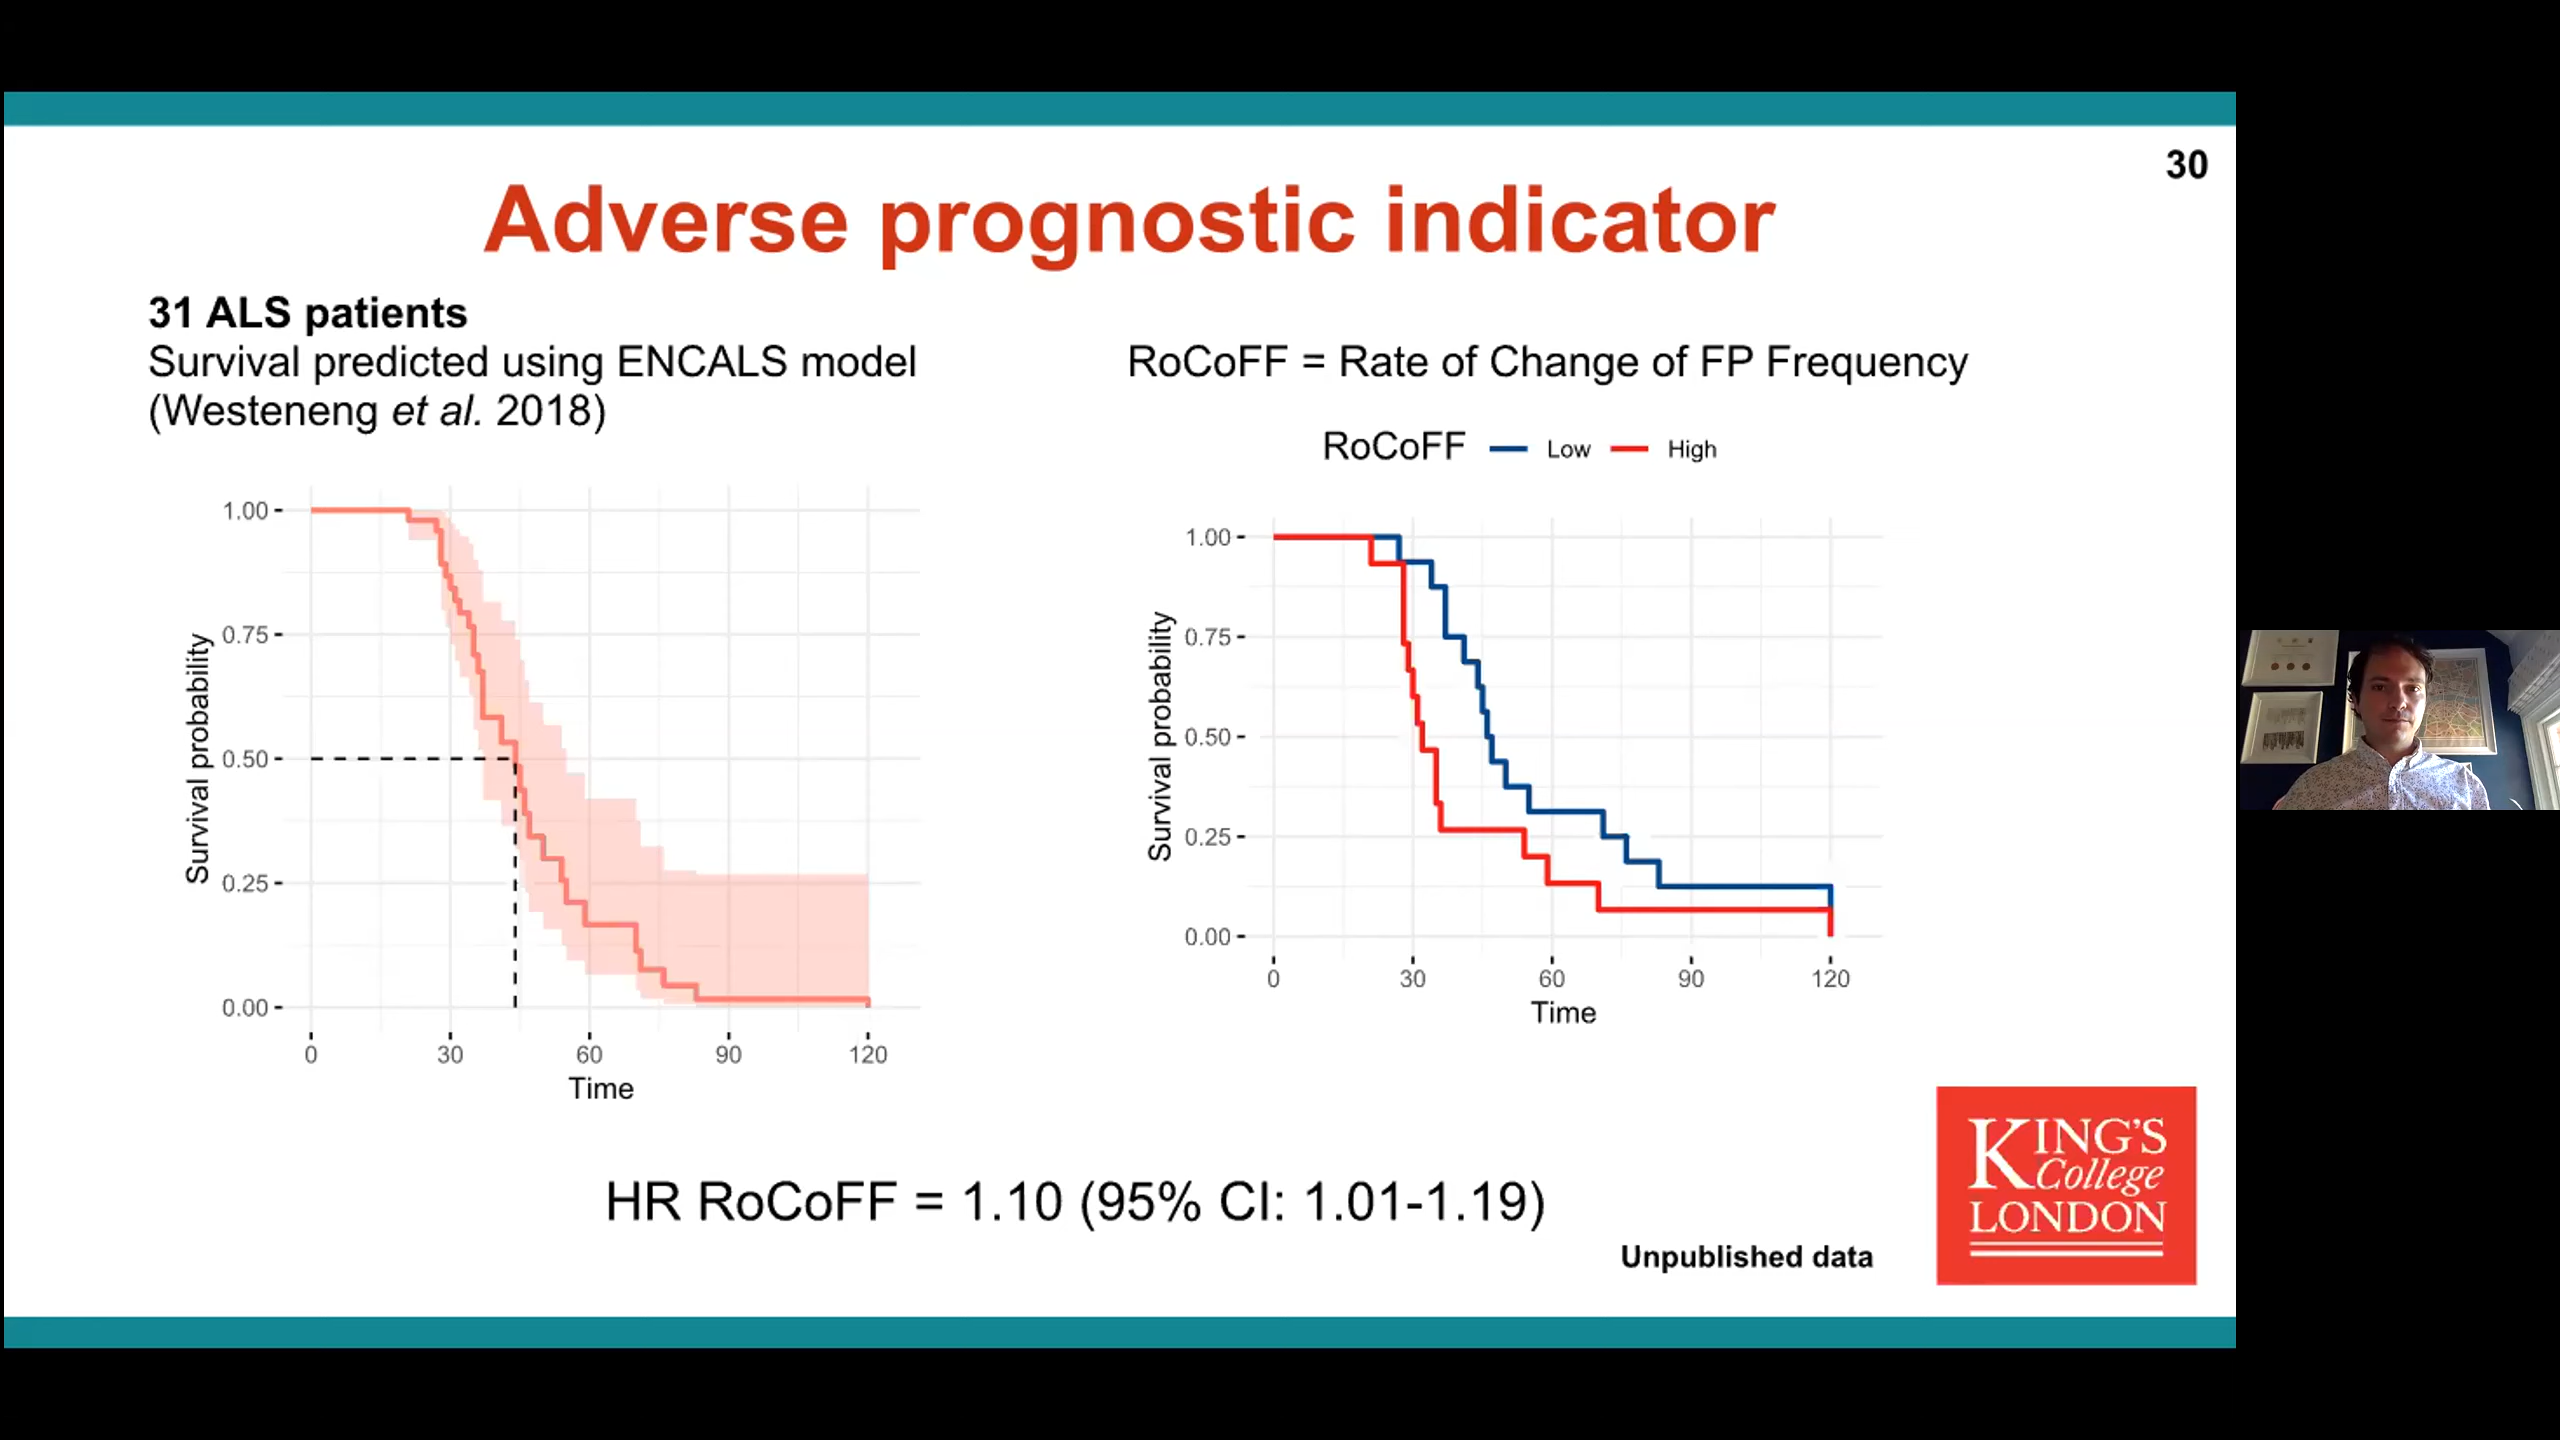 30
Adverse prognostic indicator
31 ALS patients
Survival predicted using ENCALS model
(Westeneng et al. 2018)
RoCoFF = Rate of Change of FP Frequency
RoCoFF Low High
Survival probability
1.00
0.75
0.50
0.25
0.00
0 30 60 90 120
Time
Survival probability
1.00
0.75
0.50
0.25
0.00
0 30 60 90 120
Time
HR RoCoFF = 1.10 (95% CI: 1.01-1.19)
Unpublished data
KING'S
College
LONDON